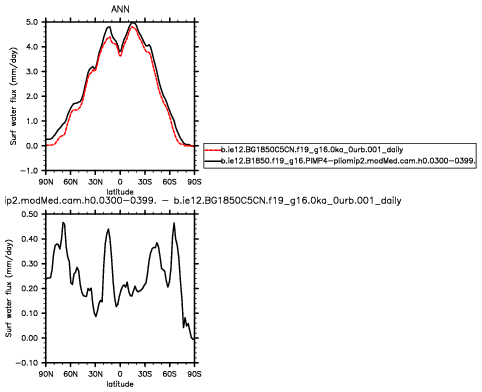 ANN
Surf water flux (mm/day)
5.0
4.0
3.0
2.0
1.0
0.0
−1.0
90N 60N 30N 0 30S 60S 90S
latitude
b.ie12.BG1850C5CN.f19_g16.0ka_0urb.001_daily
b.ie12.B1850.f19_g16.PIMP4-pliomip2.modMed.cam.h0.0300-0399.
ip2.modMed.cam.h0.0300-0399. − b.ie12.BG1850C5CN.f19_g16.0ka_0urb.001_daily
Surf water flux (mm/day)
0.50
0.40
0.30
0.20
0.10
0.00
−0.10
90N 60N 30N 0 30S 60S 90S
latitude